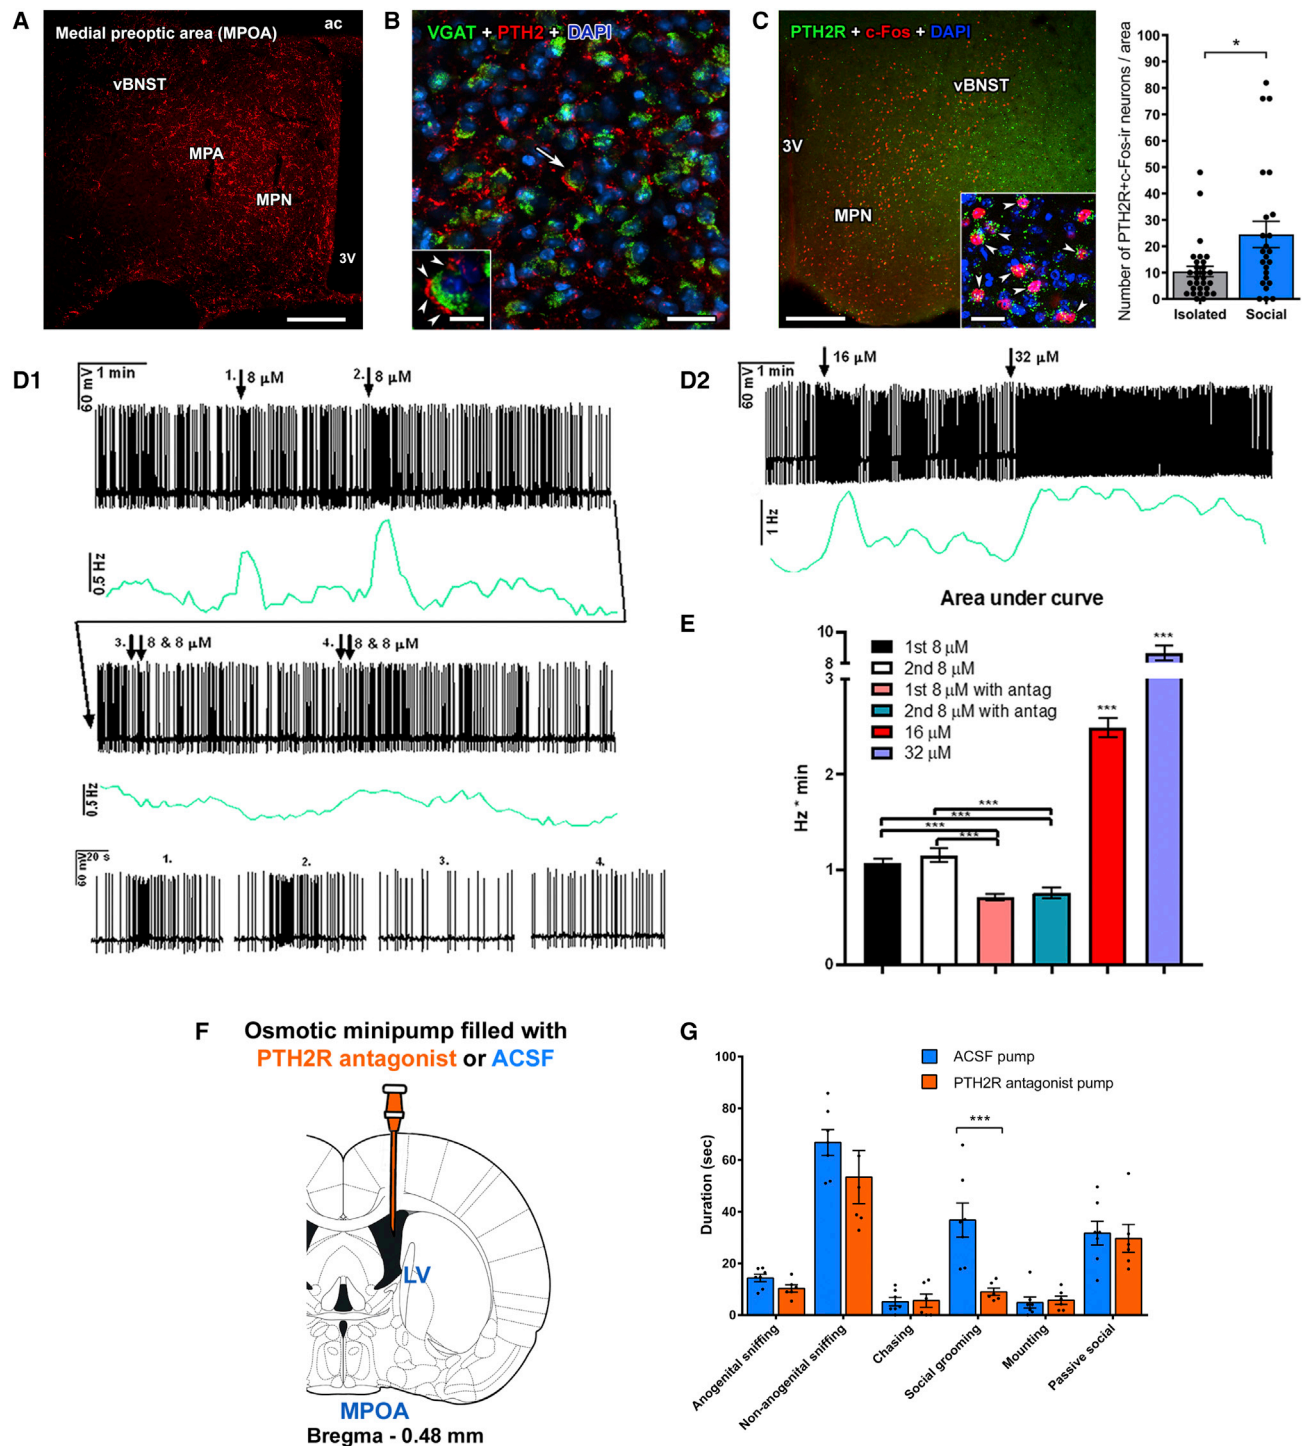 A
Medial preoptic area (MPOA)
ac
vBNST
MPA
MPN
3V
B
VGAT + PTH2 + DAPI
C
PTH2R + c-Fos + DAPI
vBNST
3V
MPN
Number of PTH2R+c-Fos-ir neurons / area
100
90
80
70
60
50
40
30
20
10
0
*
Isolated
Social
D1
60 mV
1 min
1. 8 μM
2. 8 μM
0.5 Hz
3. 8 & 8 μM
4. 8 & 8 μM
0.5 Hz
60 mV
20 s
1.
2.
3.
4.
D2
60 mV
1 min
16 μM
32 μM
1 Hz
E
Area under curve
Hz * min
10
8
3
2
1
0
1st 8 μM
2nd 8 μM
1st 8 μM with antag
2nd 8 μM with antag
16 μM
32 μM
***
***
***
***
***
***
F
Osmotic minipump filled with
PTH2R antagonist or ACSF
LV
MPOA
Bregma - 0.48 mm
G
Duration (sec)
100
80
60
40
20
0
ACSF pump
PTH2R antagonist pump
***
Anogenital sniffing
Non-anogenital sniffing
Chasing
Social grooming
Mounting
Passive social